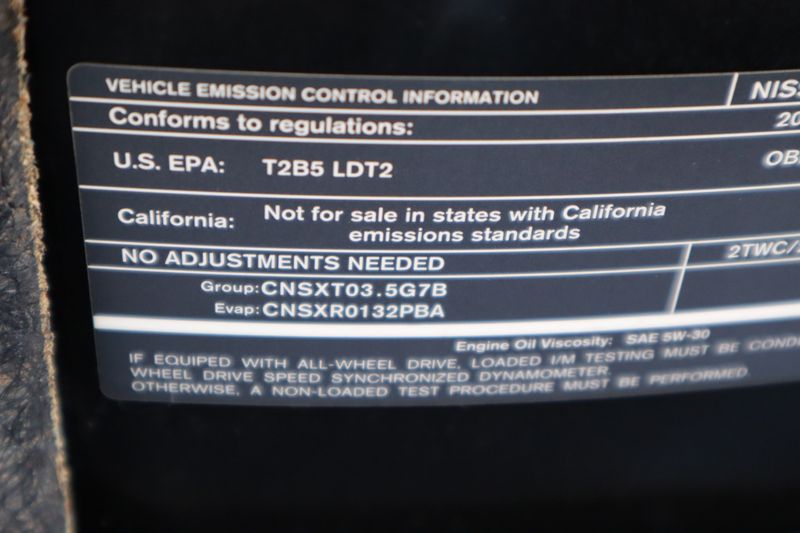 VEHICLE EMISSION CONTROL INFORMATION NISS
Conforms to regulations: 20
U.S. EPA: T2B5 LDT2 OB
California: Not for sale in states with California
emissions standards
NO ADJUSTMENTS NEEDED 2TWC/
Group:CNSXT03.5G7B
Evap:CNSXR0132PBA
Engine Oil Viscosity: SAE 5W-30
IF EQUIPED WITH ALL-WHEEL DRIVE, LOADED I/M TESTING MUST BE COND
WHEEL DRIVE SPEED SYNCHRONIZED DYNAMOMETER.
OTHERWISE, A NON-LOADED TEST PROCEDURE MUST BE PERFORMED.